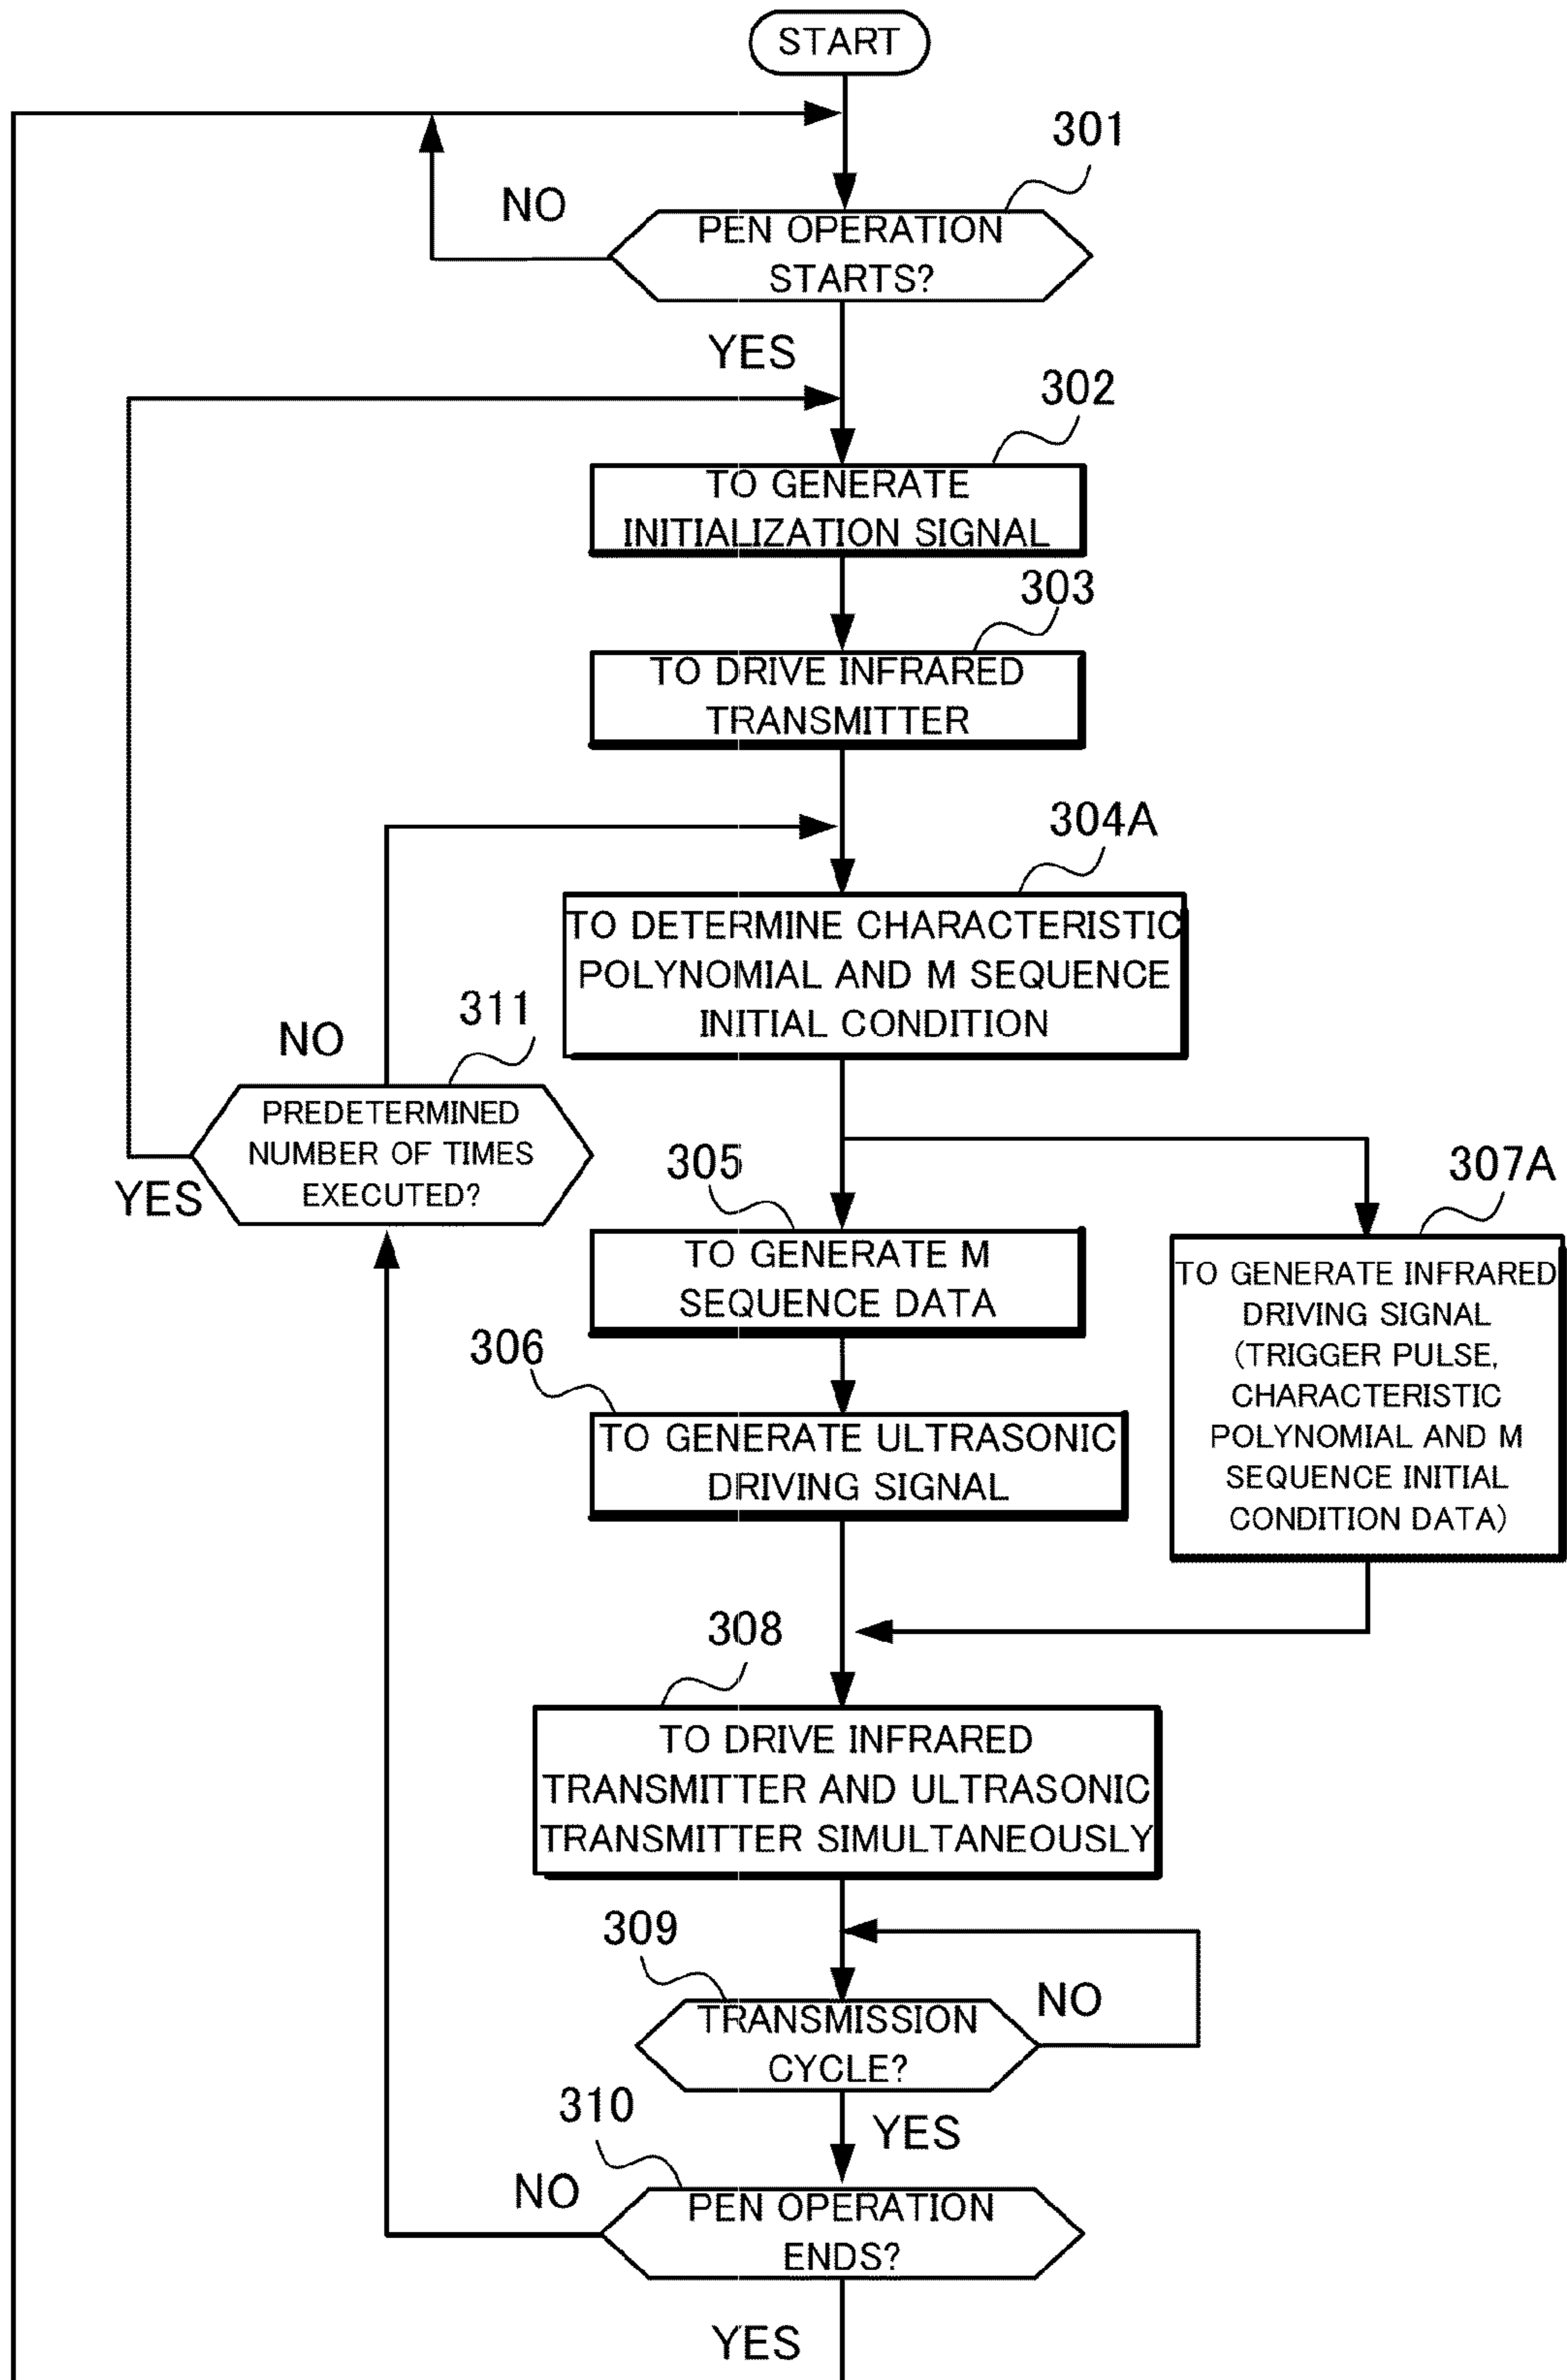 START
301
NO
PEN OPERATION
STARTS?
YES
302
TO GENERATE
INITIALIZATION SIGNAL
303
TO DRIVE INFRARED
TRANSMITTER
304A
TO DETERMINE CHARACTERISTIC
POLYNOMIAL AND M SEQUENCE
INITIAL CONDITION
311
NO
PREDETERMINED
NUMBER OF TIMES
EXECUTED?
YES
305
TO GENERATE M
SEQUENCE DATA
307A
TO GENERATE INFRARED
DRIVING SIGNAL
(TRIGGER PULSE,
CHARACTERISTIC
POLYNOMIAL AND M
SEQUENCE INITIAL
CONDITION DATA)
306
TO GENERATE ULTRASONIC
DRIVING SIGNAL
308
TO DRIVE INFRARED
TRANSMITTER AND ULTRASONIC
TRANSMITTER SIMULTANEOUSLY
309
TRANSMISSION
CYCLE?
NO
YES
310
NO
PEN OPERATION
ENDS?
YES